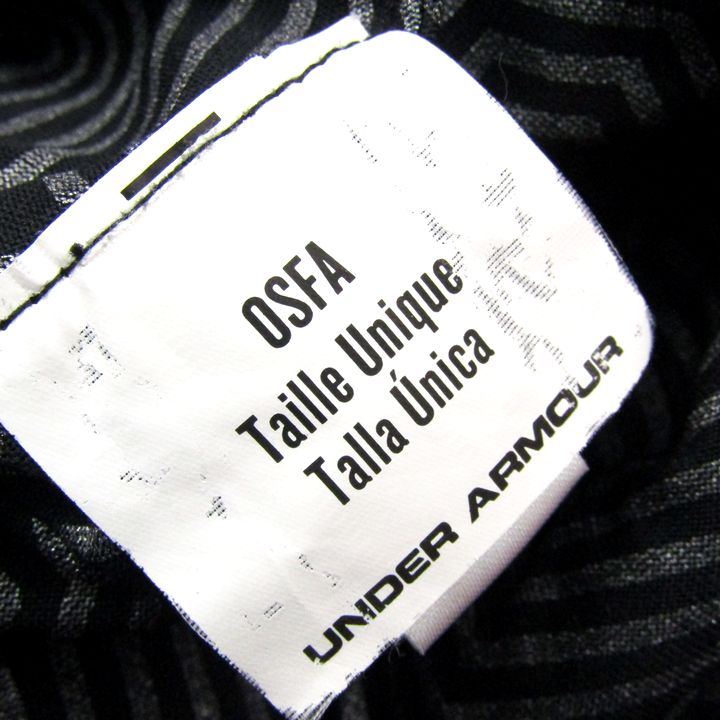 OSFA
Taille Unique
Talla Única
UNDER ARMOUR